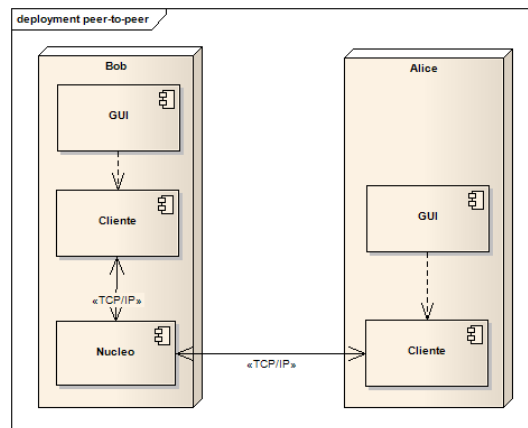 deployment peer-to-peer
Bob
GUI
Cliente
«TCP/IP»
Nucleo
Alice
GUI
Cliente
«TCP/IP»